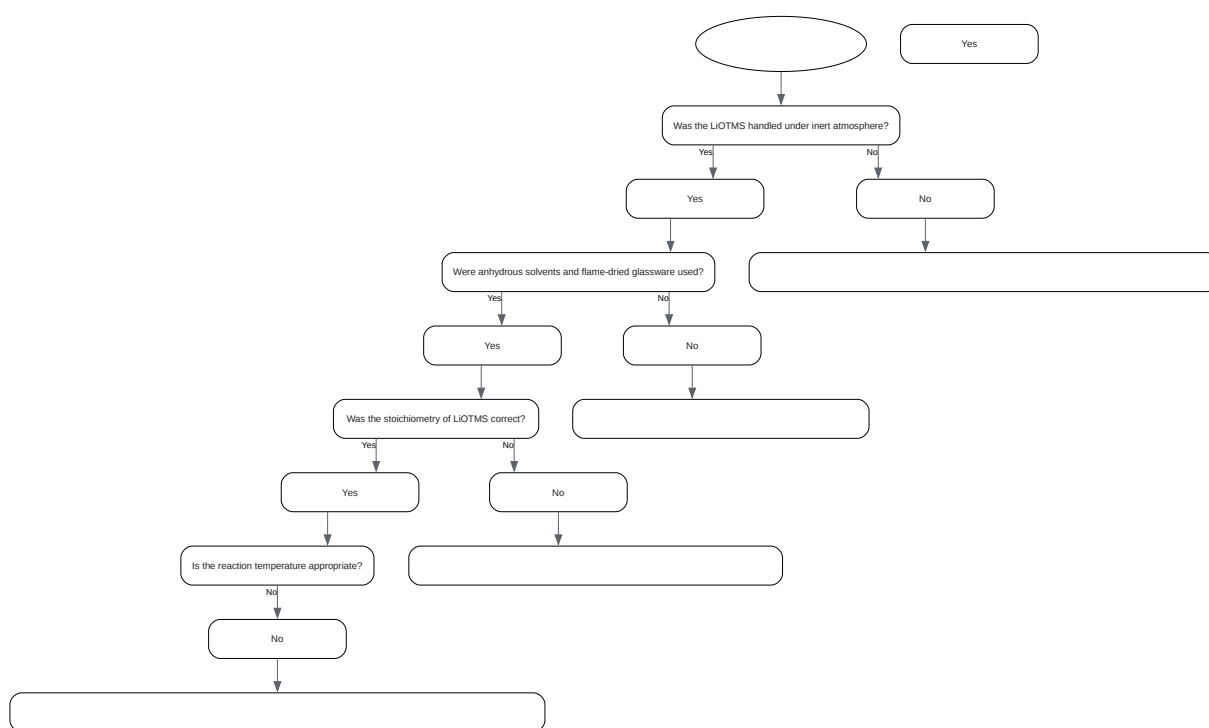 Yes
Was the LiOTMS handled under inert atmosphere?
Yes
No
Yes
No
Were anhydrous solvents and flame-dried glassware used?
Yes
No
Yes
No
Was the stoichiometry of LiOTMS correct?
Yes
No
Yes
No
Is the reaction temperature appropriate?
No
No